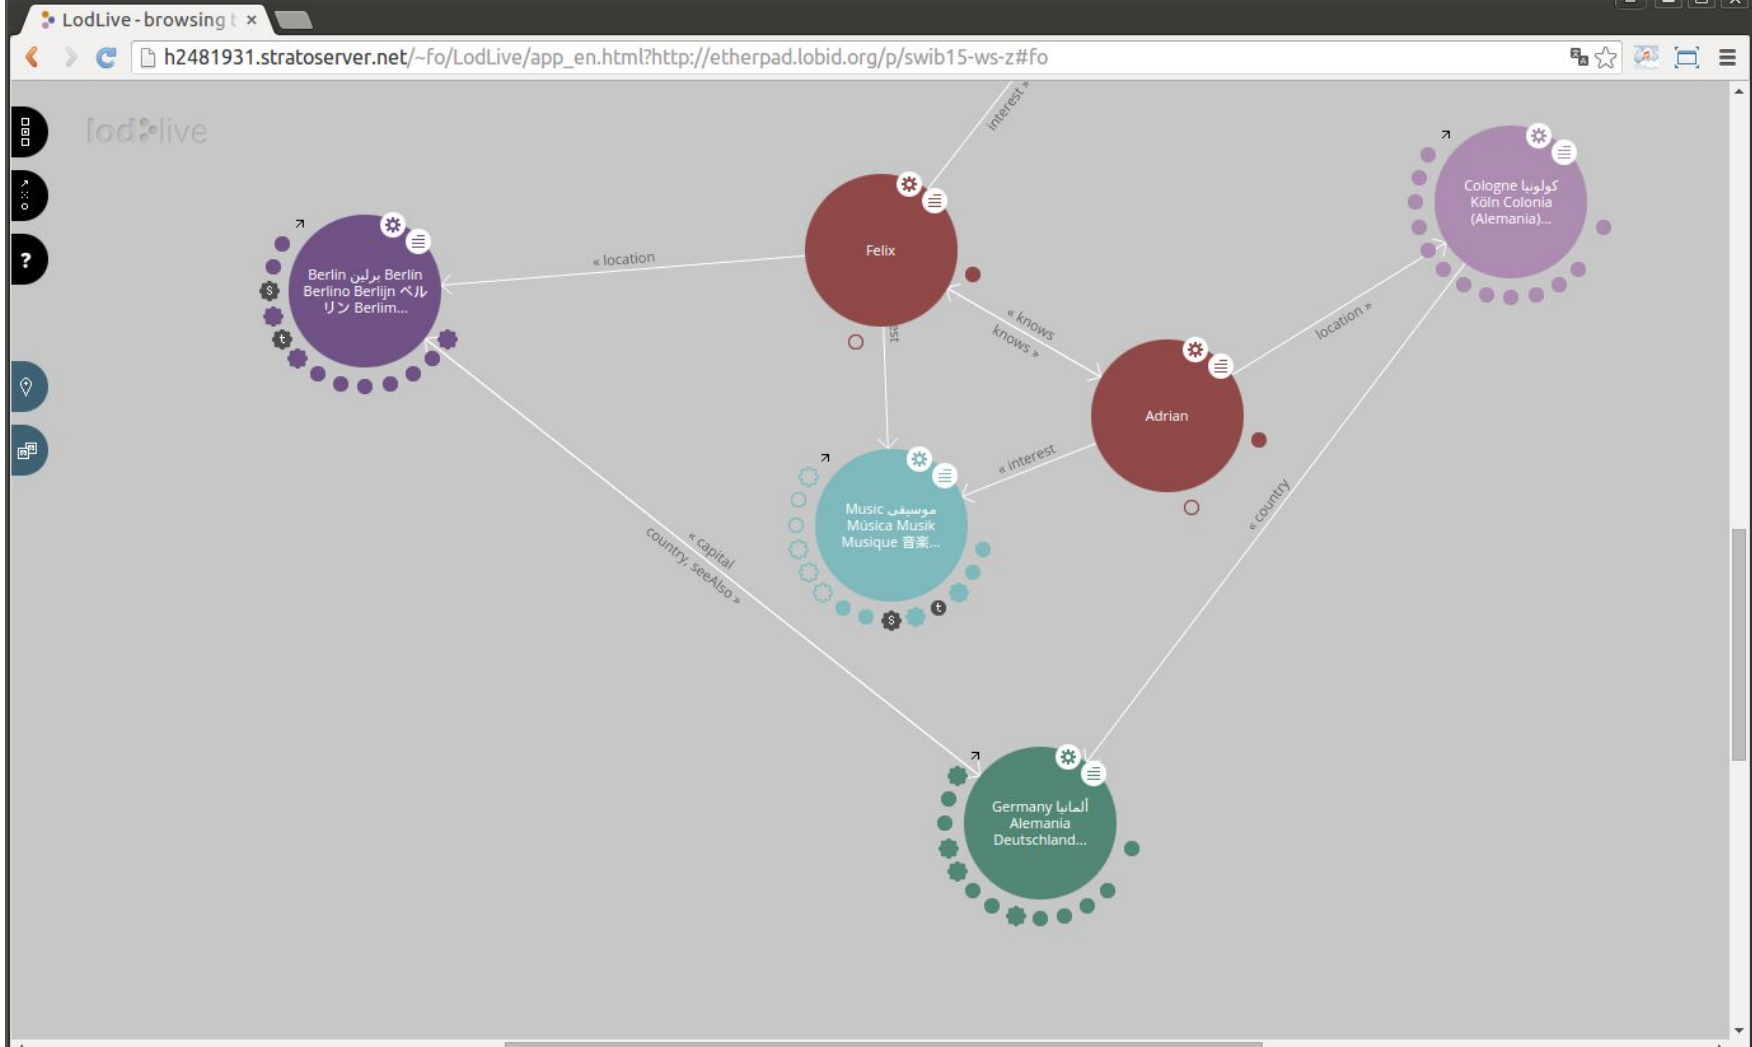 LodLive - browsing t
h2481931.stratoserver.net/~fo/LodLive/app_en.html?http://etherpad.lobid.org/p/swib15-ws-z#fo
lod live
?
interest »
Felix
« location
Berlin برلين Berlín
Berlino Berlijn ベル
リン Berlim...
S
t
« knows
knows »
est
Adrian
location »
Cologne كولونيا
Köln Colonia
(Alemania)...
« interest
Music موسيقى
Música Musik
Musique 音楽...
S
t
« country
« capital
country, seeAlso »
Germany ألمانيا
Alemania
Deutschland...